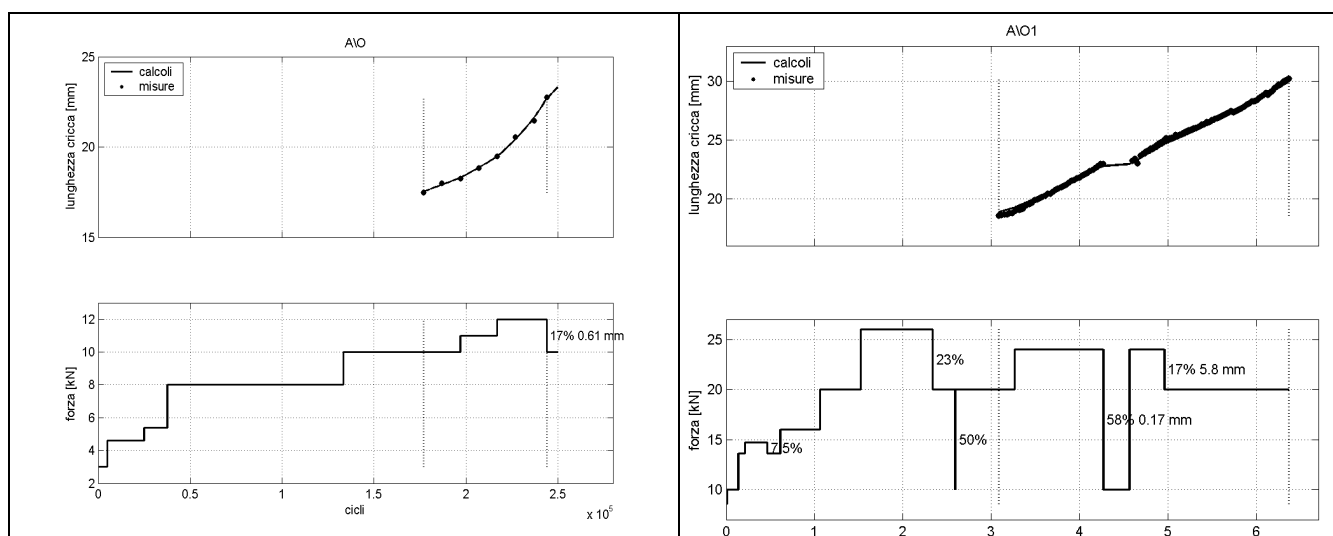 A\O
25
20
15
lunghezza cricca [mm]
calcoli
misure
12
10
8
6
4
2
forza [kN]
17% 0.61 mm
0
0.5
1
1.5
2
2.5
cicli
x 10^5
A\O1
30
25
20
lunghezza cricca [mm]
calcoli
misure
25
20
15
10
forza [kN]
7.5%
23%
50%
58% 0.17 mm
17% 5.8 mm
0
1
2
3
4
5
6